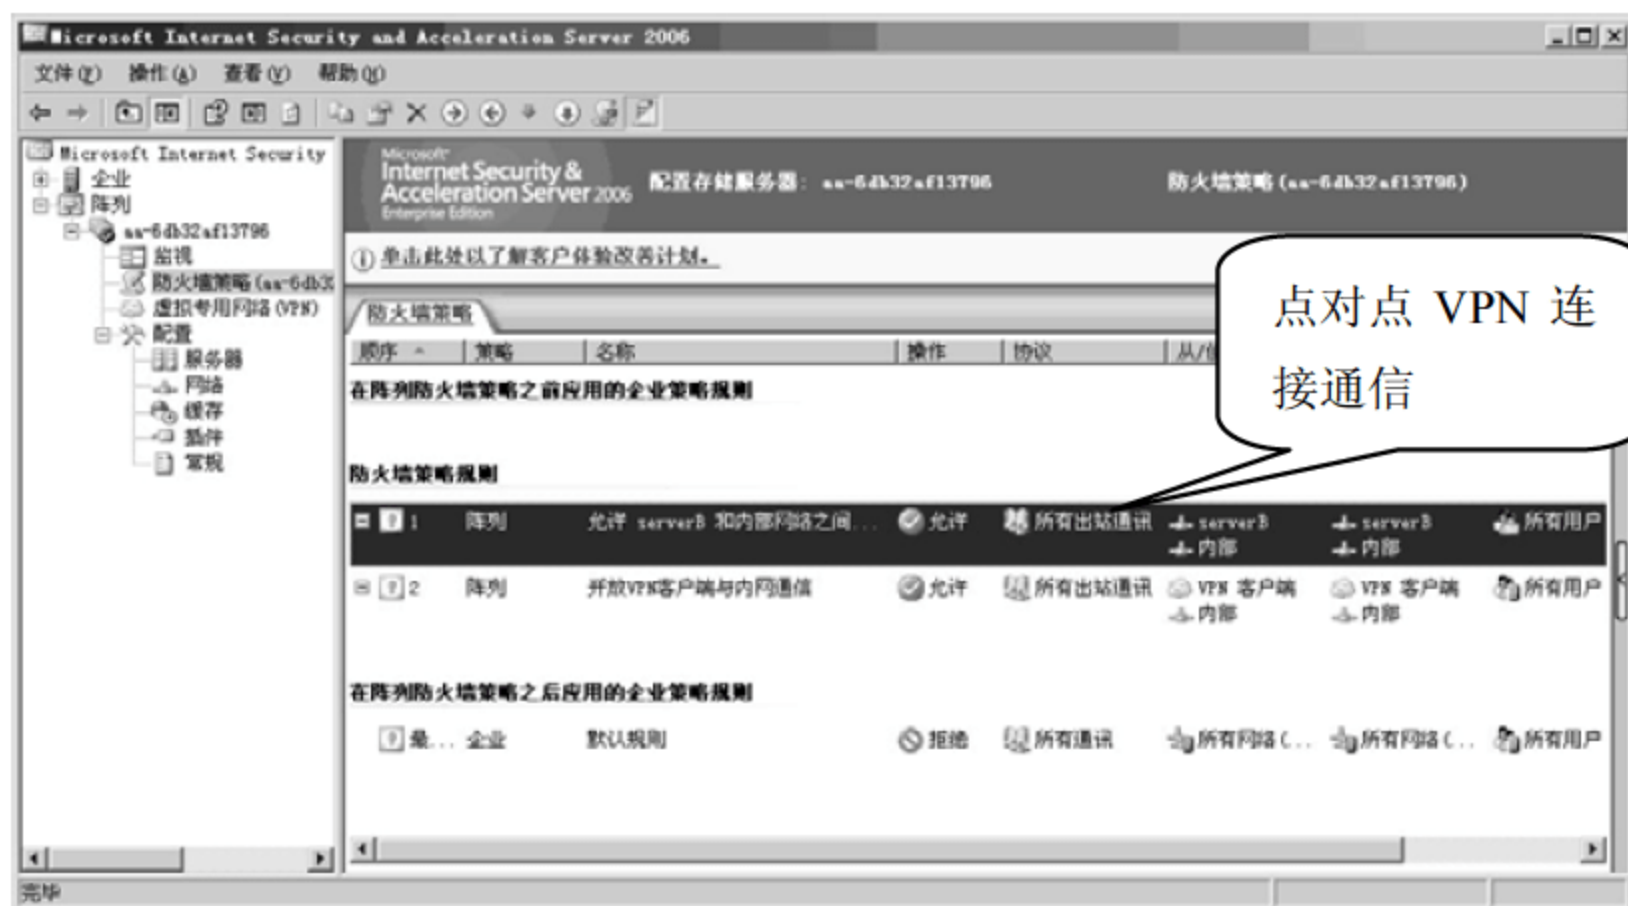 Microsoft Internet Security and Acceleration Server 2006
文件(F) 操作(A) 查看(V) 帮助(H)
Microsoft Internet Security
企业
阵列
aa-6db32af13796
监视
防火墙策略(aa-6db32
虚拟专用网络(VPN)
配置
服务器
网络
缓存
插件
常规
Microsoft
Internet Security &
Acceleration Server 2006
Enterprise Edition
配置存储服务器: aa-6db32af13796
防火墙策略(aa-6db32af13796)
单击此处以了解客户体验改善计划。
点对点 VPN 连
接通信
防火墙策略
顺序 策略 名称 操作 协议 从/
在阵列防火墙策略之前应用的企业策略规则
防火墙策略规则
1 阵列 允许 serverB 和内部网络之间... 允许 所有出站通讯 serverB serverB 所有用户
内部 内部
2 阵列 开放VPN客户端与内网通信 允许 所有出站通讯 VPN 客户端 VPN 客户端 所有用户
内部 内部
在阵列防火墙策略之后应用的企业策略规则
最... 企业 默认规则 拒绝 所有通讯 所有网络(... 所有网络(... 所有用户
完毕